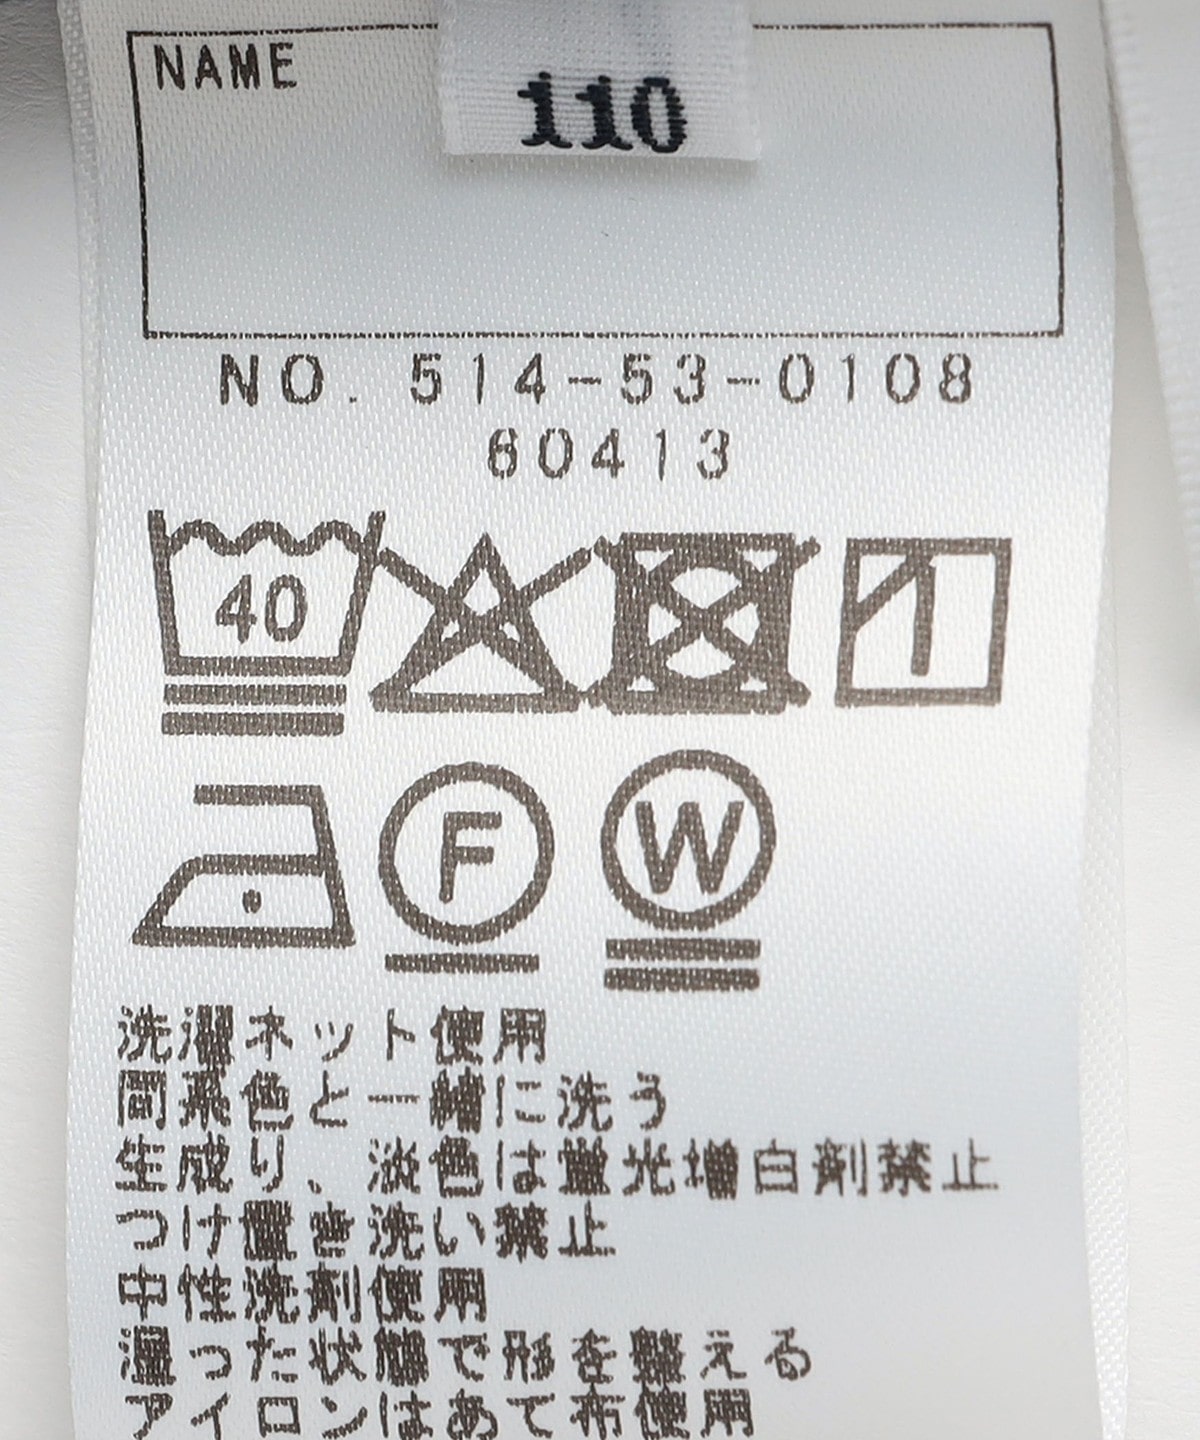 110
NAME
NO. 514-53-0108
60413
40
F W
洗濯ネット使用
同系色と一緒に洗う
生成り、淡色は蛍光増白剤禁止
つけ置き洗い禁止
中性洗剤使用
濡った状態で形を整える
アイロンはあて布使用